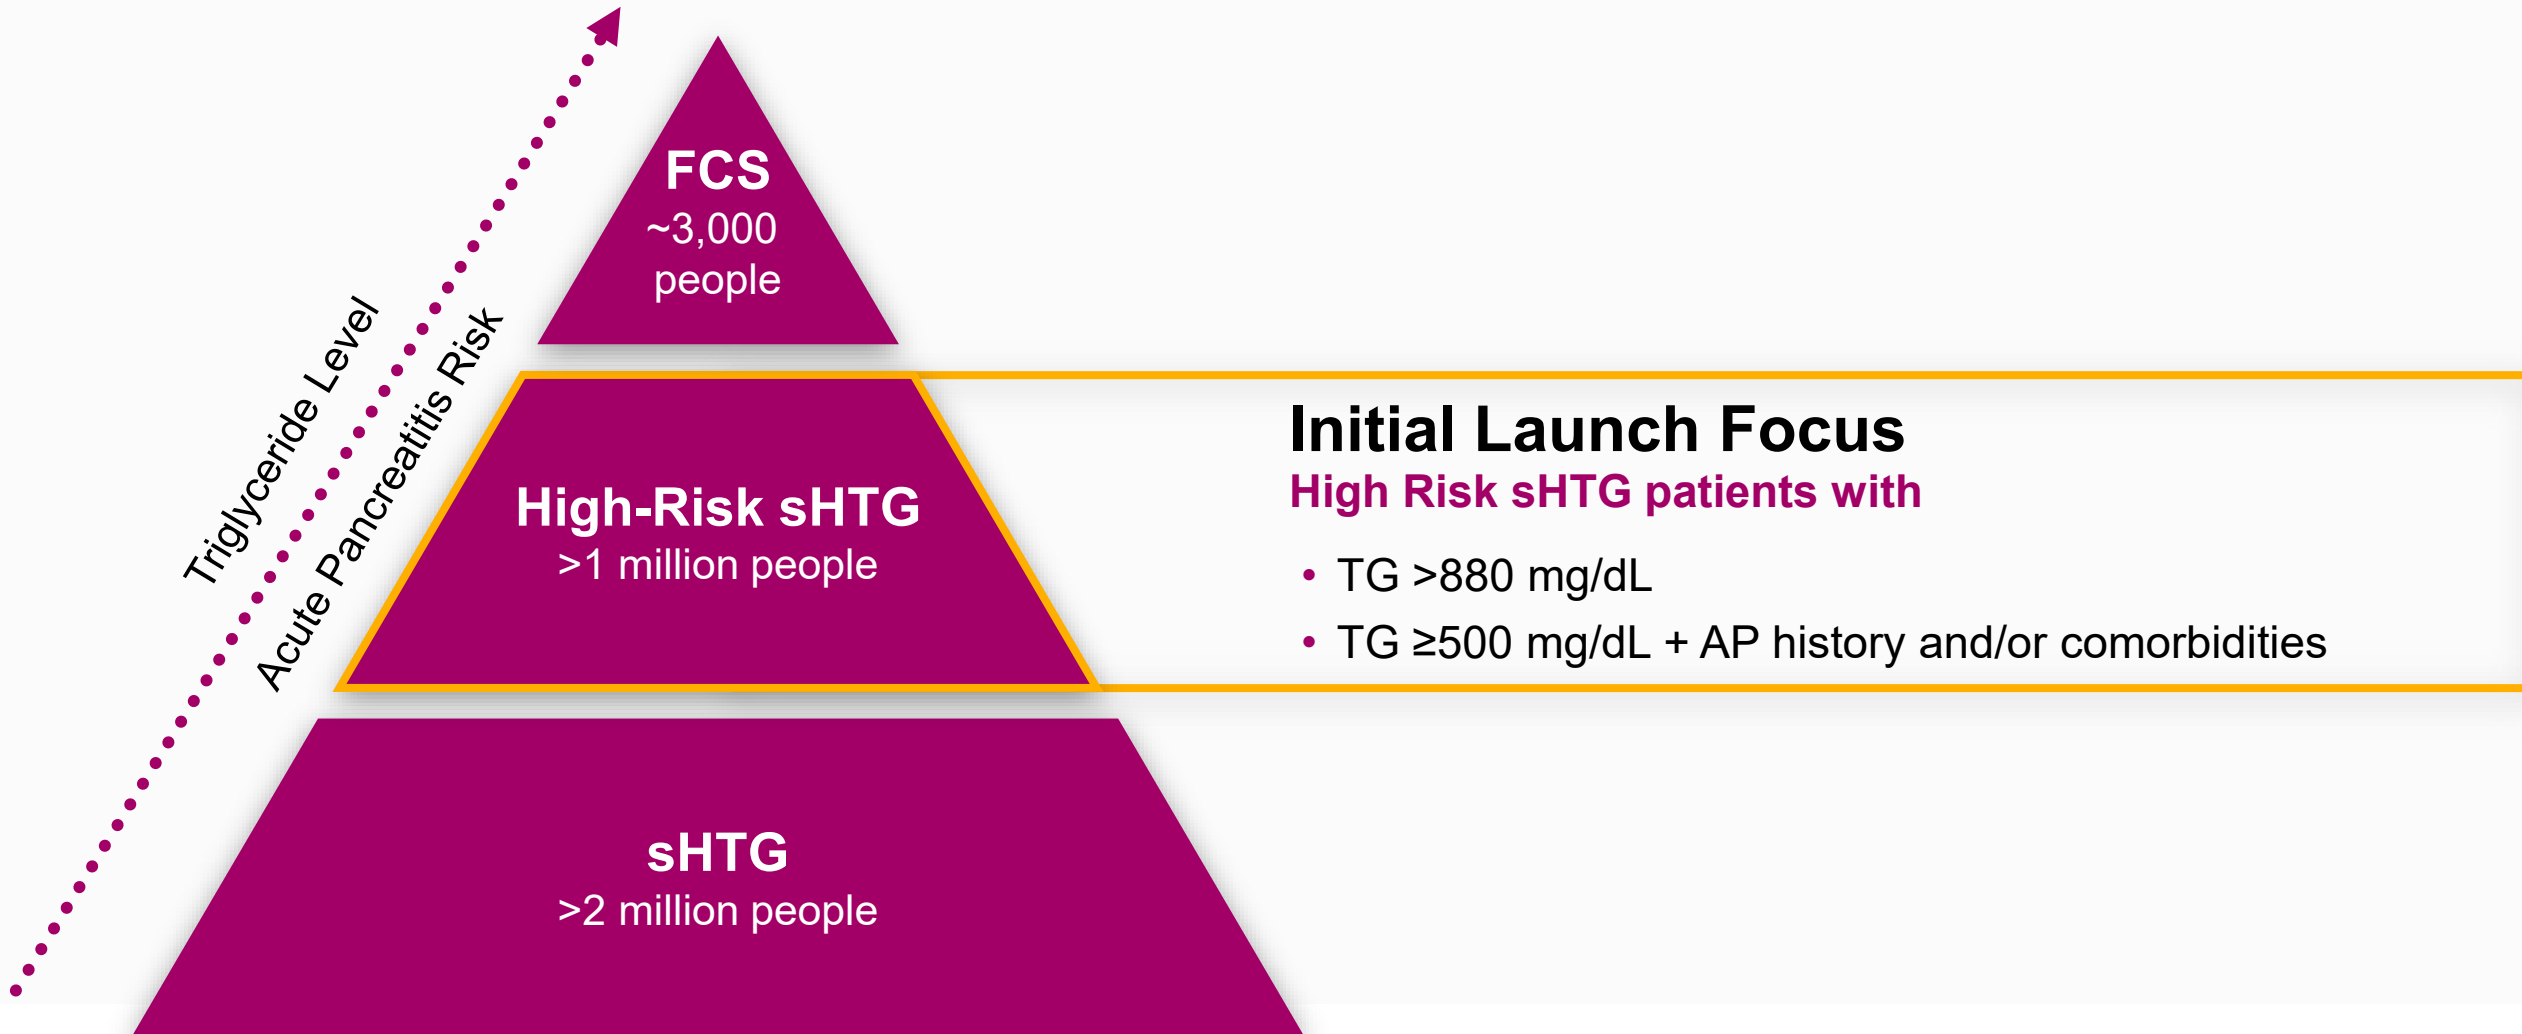 FCS
~3,000
people
Triglyceride Level
Acute Pancreatitis Risk
High-Risk sHTG
>1 million people
Initial Launch Focus
High Risk sHTG patients with
• TG >880 mg/dL
• TG ≥500 mg/dL + AP history and/or comorbidities
sHTG
>2 million people